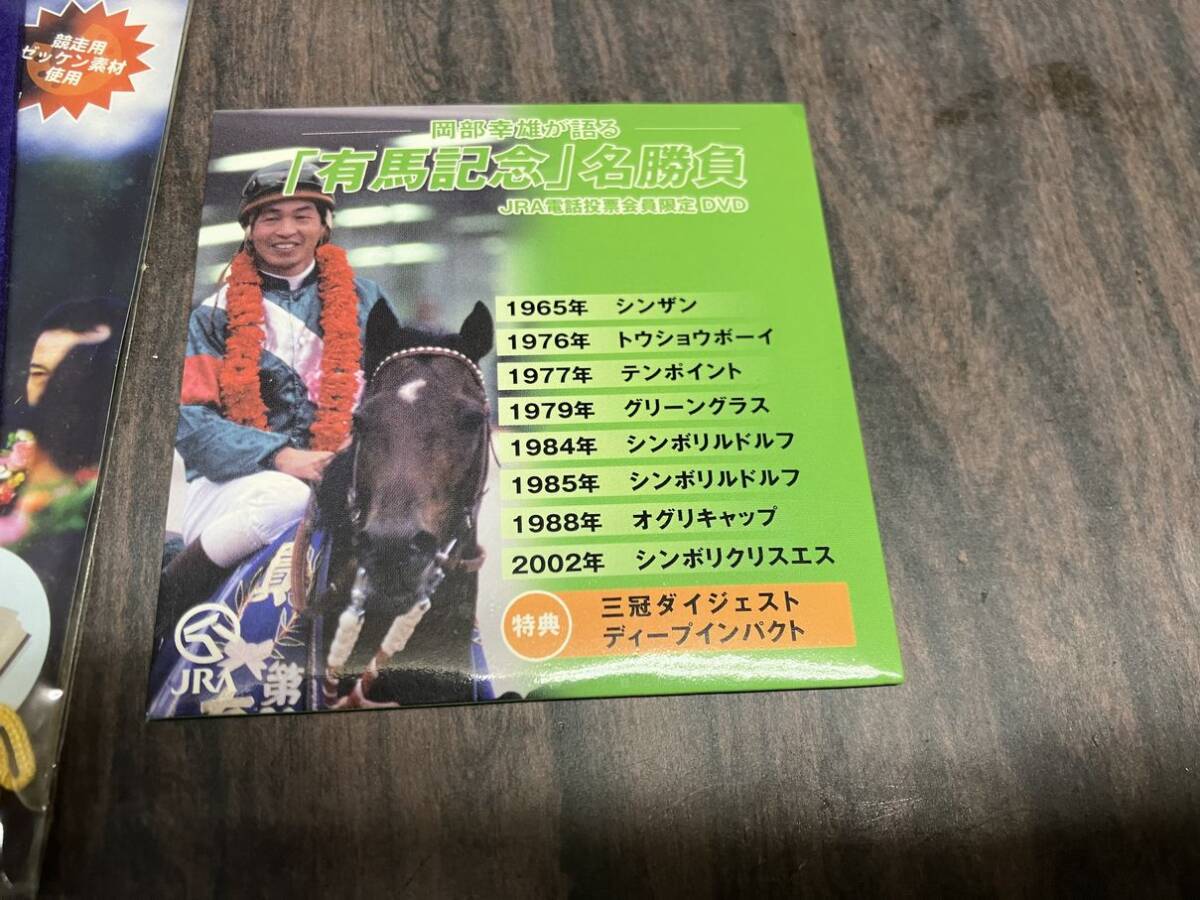 競走用
ゼッケン素材
使用
岡部幸雄が語る
「有馬記念」名勝負
JRA電話投票会員限定 DVD
1965年 シンザン
1976年 トウショウボーイ
1977年 テンポイント
1979年 グリーングラス
1984年 シンボリルドルフ
1985年 シンボリルドルフ
1988年 オグリキャップ
2002年 シンボリクリスエス
特典
三冠ダイジェスト
ディープインパクト
JRA
第